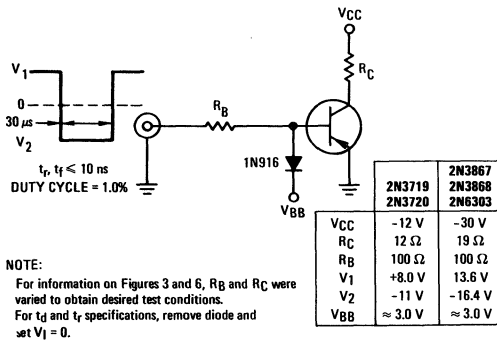 VCC
RC
V1
0
30 µs
V2
RB
1N916
VBB
tr, tf ≤ 10 ns
DUTY CYCLE = 1.0%
2N3719
2N3720
2N3867
2N3868
2N6303
VCC -12 V -30 V
RC 12 Ω 19 Ω
RB 100 Ω 100 Ω
V1 +8.0 V 13.6 V
V2 -11 V -16.4 V
VBB ≈ 3.0 V ≈ 3.0 V
NOTE:
For information on Figures 3 and 6, RB and RC were
varied to obtain desired test conditions.
For td and tr specifications, remove diode and
set V1 = 0.